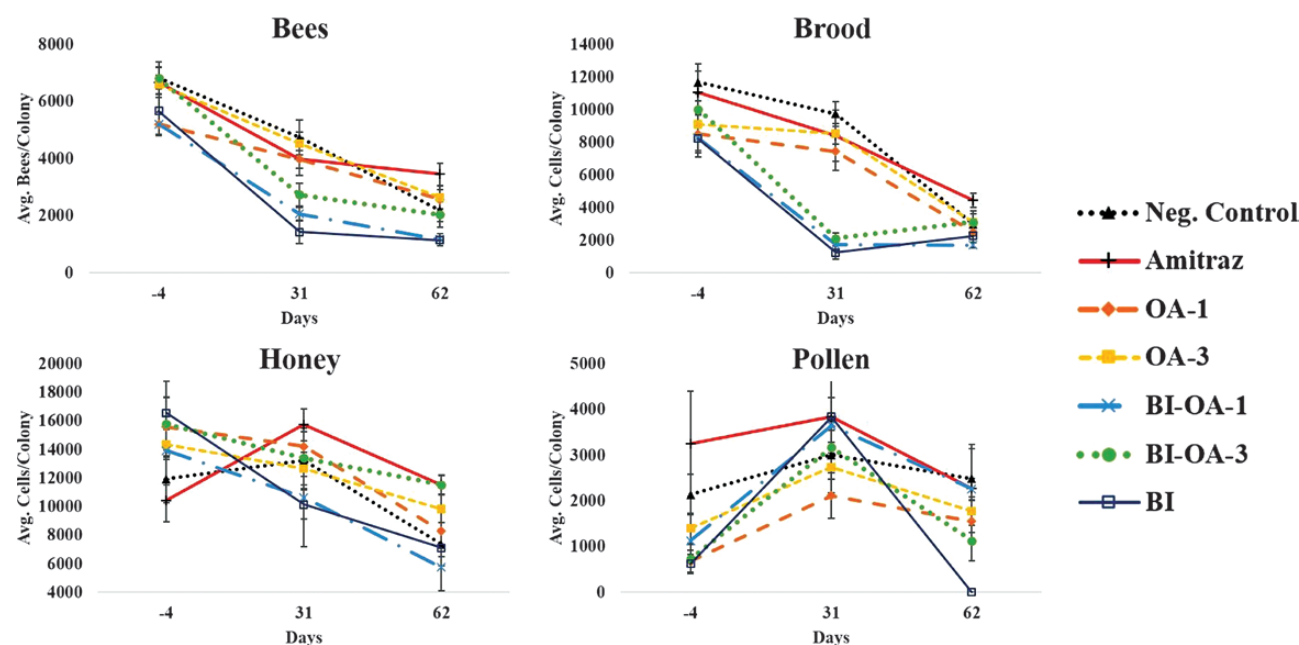 Bees
8000
6000
4000
2000
0
Avg. Bees/Colony
-4 31 62
Days
Brood
14000
12000
10000
8000
6000
4000
2000
0
Avg. Cells/Colony
-4 31 62
Days
Honey
20000
18000
16000
14000
12000
10000
8000
6000
4000
Avg. Cells/Colony
-4 31 62
Days
Pollen
5000
4000
3000
2000
1000
0
Avg. Cells/Colony
-4 31 62
Days
Neg. Control
Amitraz
OA-1
OA-3
BI-OA-1
BI-OA-3
BI